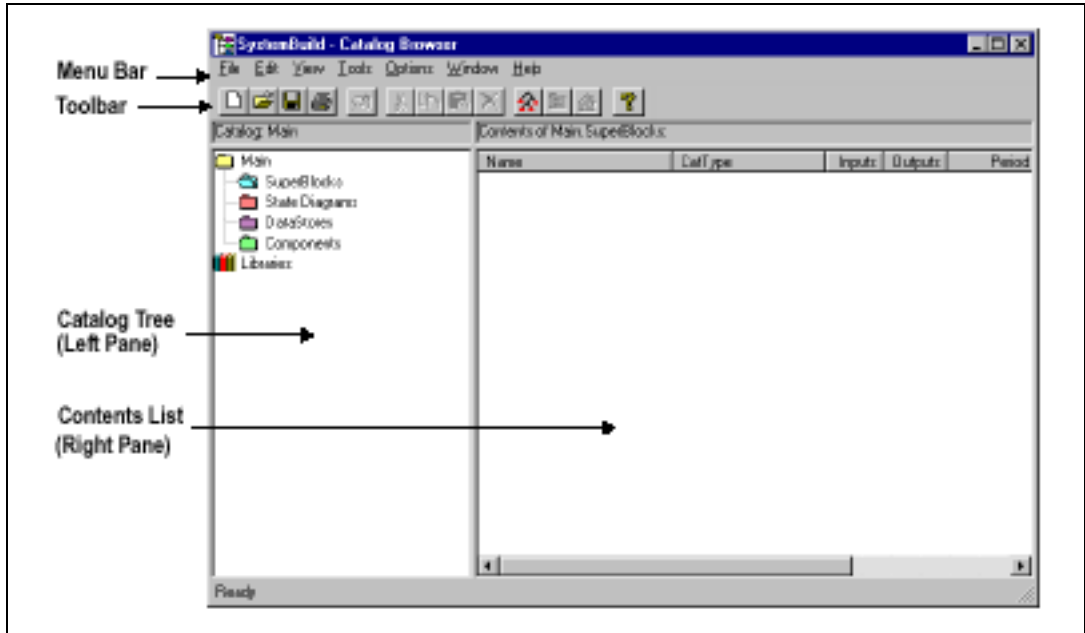 SystemBuild - Catalog Browser
Menu Bar
File Edit View Tools Options Window Help
Toolbar
Catalog: Main
Contents of Main.SuperBlocks:
Main
SuperBlocks
State Diagrams
DataStores
Components
Libraries
Name CatType Inputs Outputs Period
Catalog Tree
(Left Pane)
Contents List
(Right Pane)
Ready